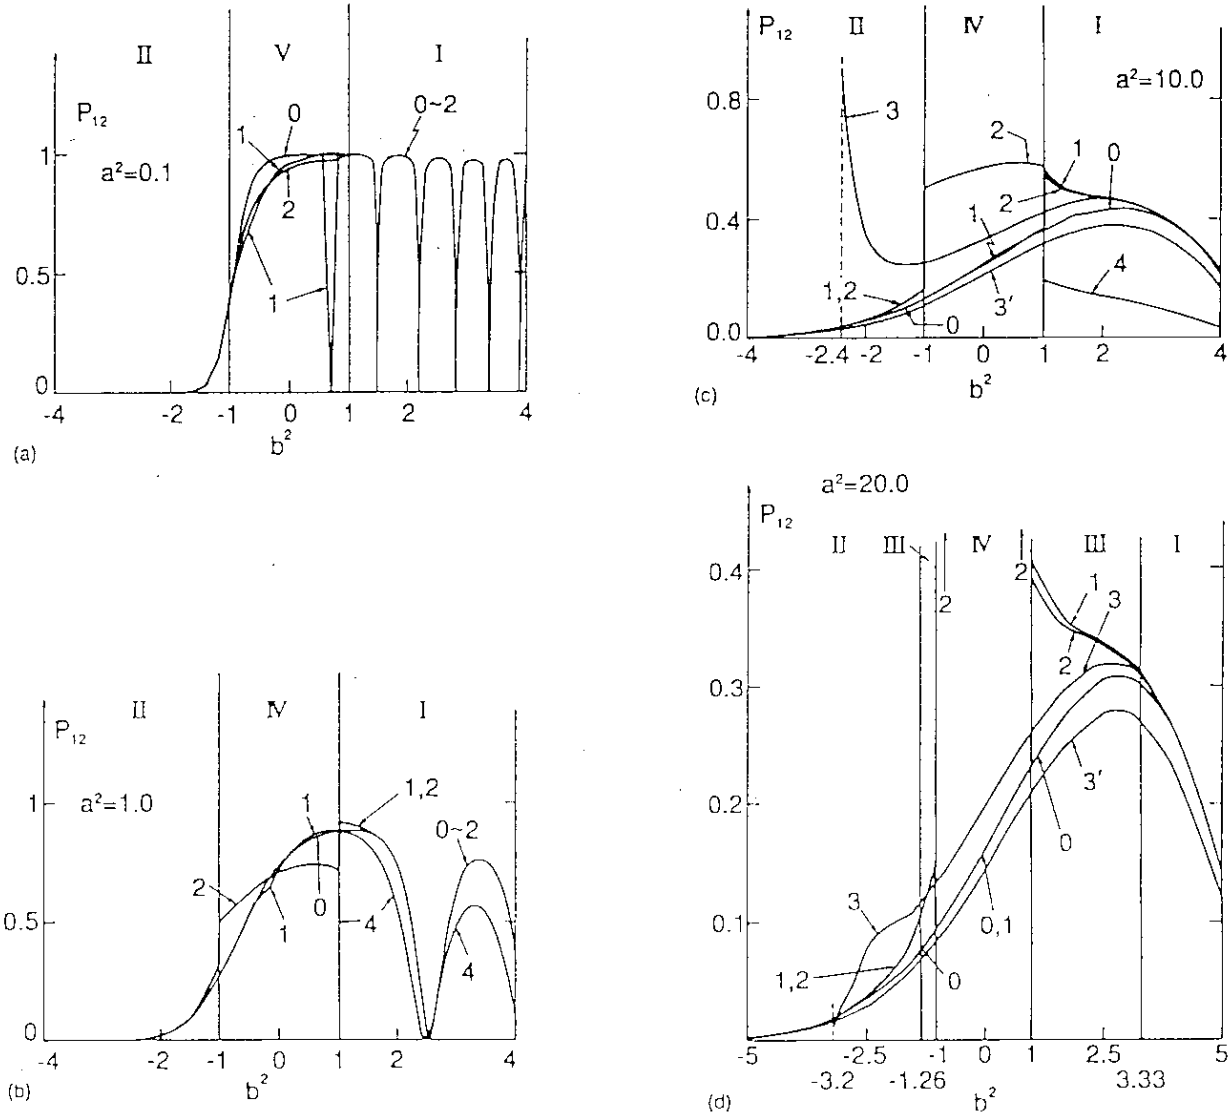 II V I
P₁₂
a²=0.1
1
0.5
0
1 0 0~2
2
1
-4 -2 -1 0 1 2 4
b²
(a)
II IV I
P₁₂
a²=1.0
1
0.5
0
2 1 0 1 1,2 0~2
4 4
-4 -2 -1 0 1 2 4
b²
(b)
P₁₂ II IV I
a²=10.0
0.8
0.4
0.0
3
2 1 0
2
1
1,2 0 3′ 4
-4 -2.4 -2 -1 0 1 2 4
b²
(c)
a²=20.0
P₁₂
II III IV III I
0.4
0.3
0.2
0.1
0
2 2 1 3
2
3′
0
3 0,1
1,2 0
-5 -2.5 -1 0 1 2.5 5
-3.2 -1.26 3.33
b²
(d)